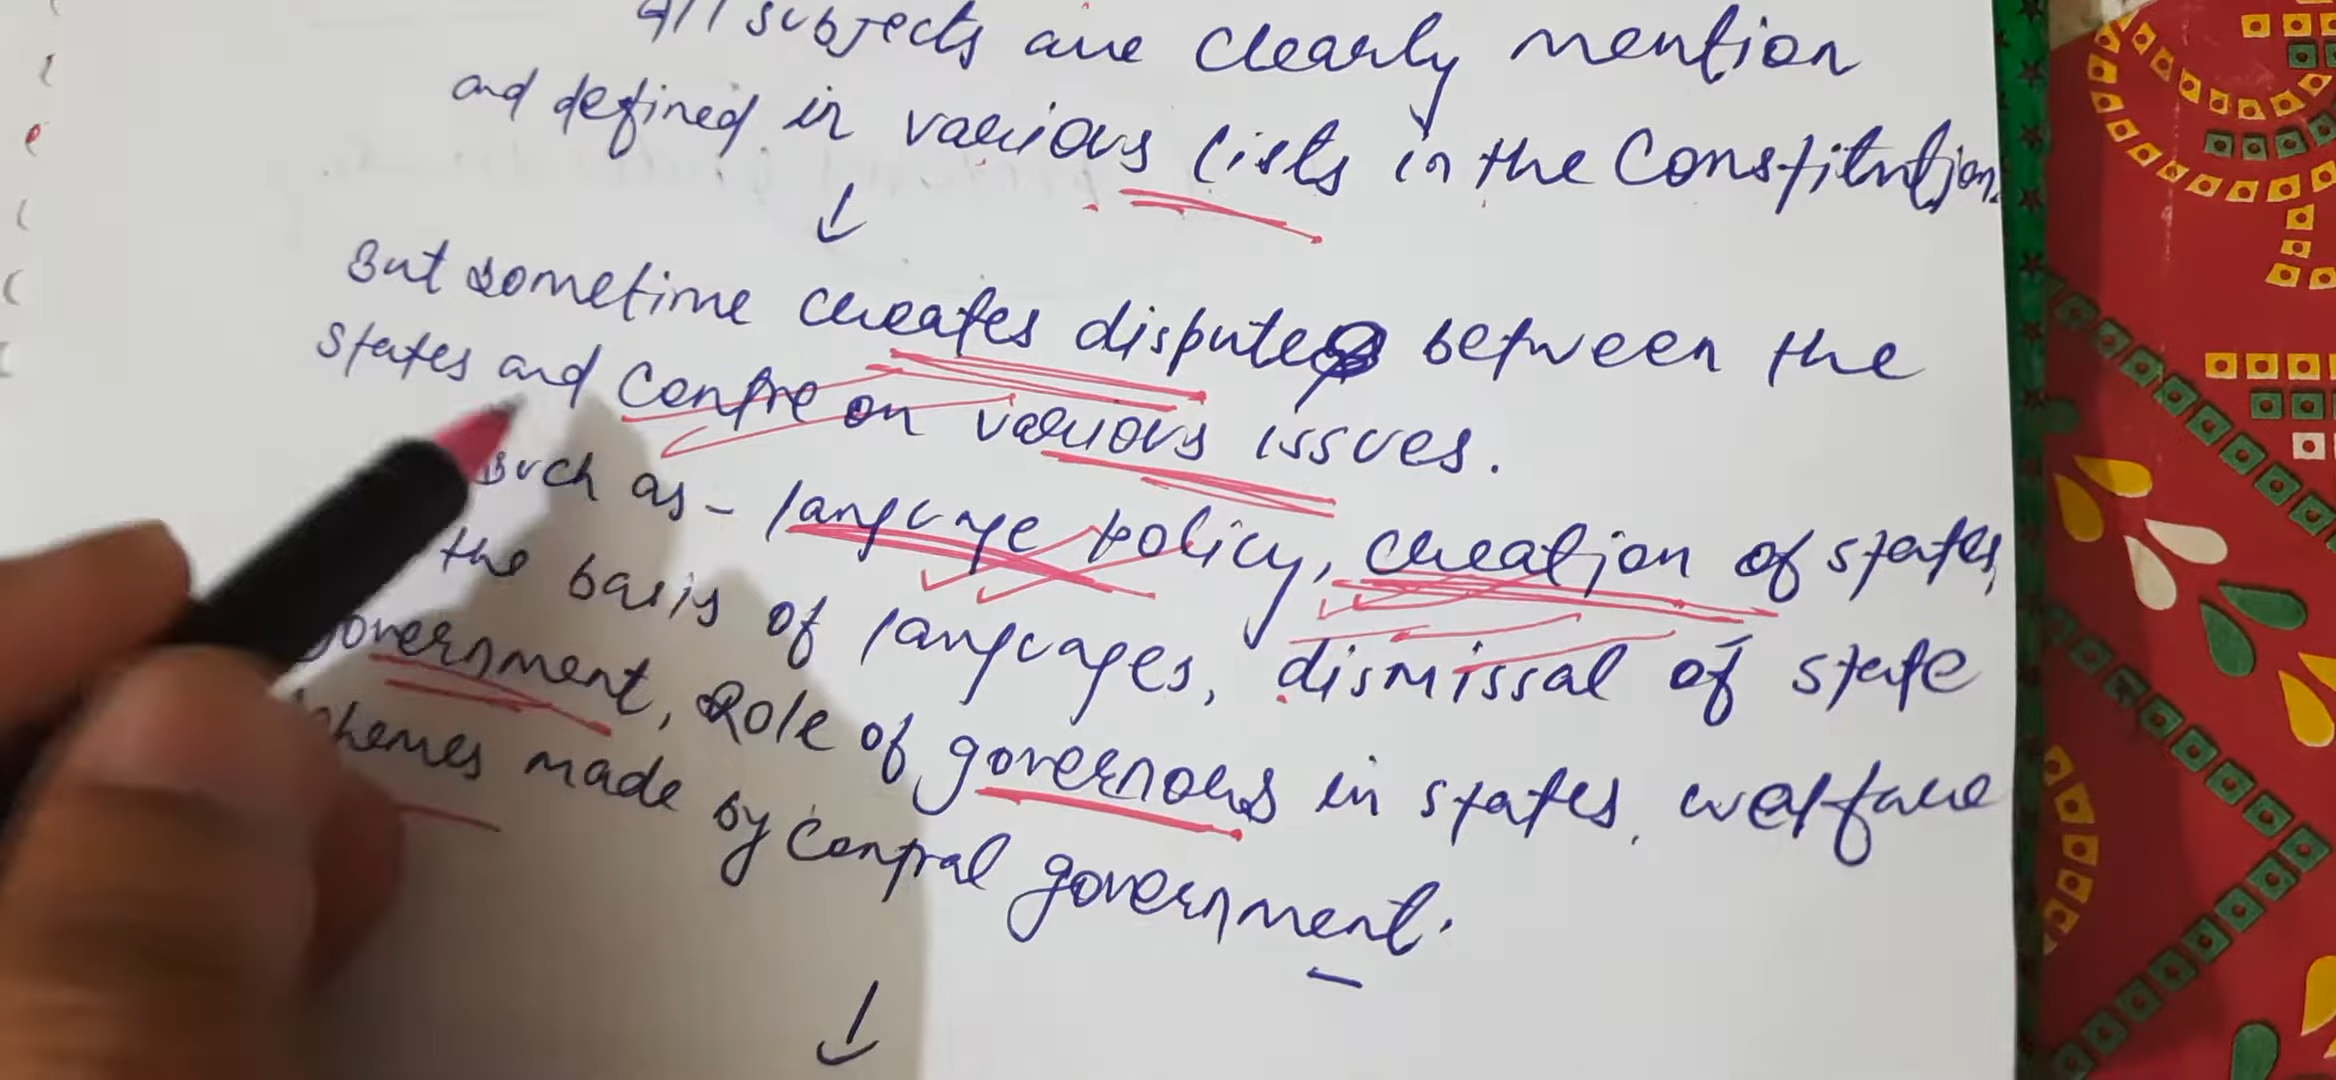 All subjects are clearly mention
and defined in various lists in the Constitution.
But sometime creates dispute between the
states and Centre on various issues.
such as - language policy, creation of states,
the basis of languages, dismissal of state
government, Role of governors in states, welfare
schemes made by Central government.